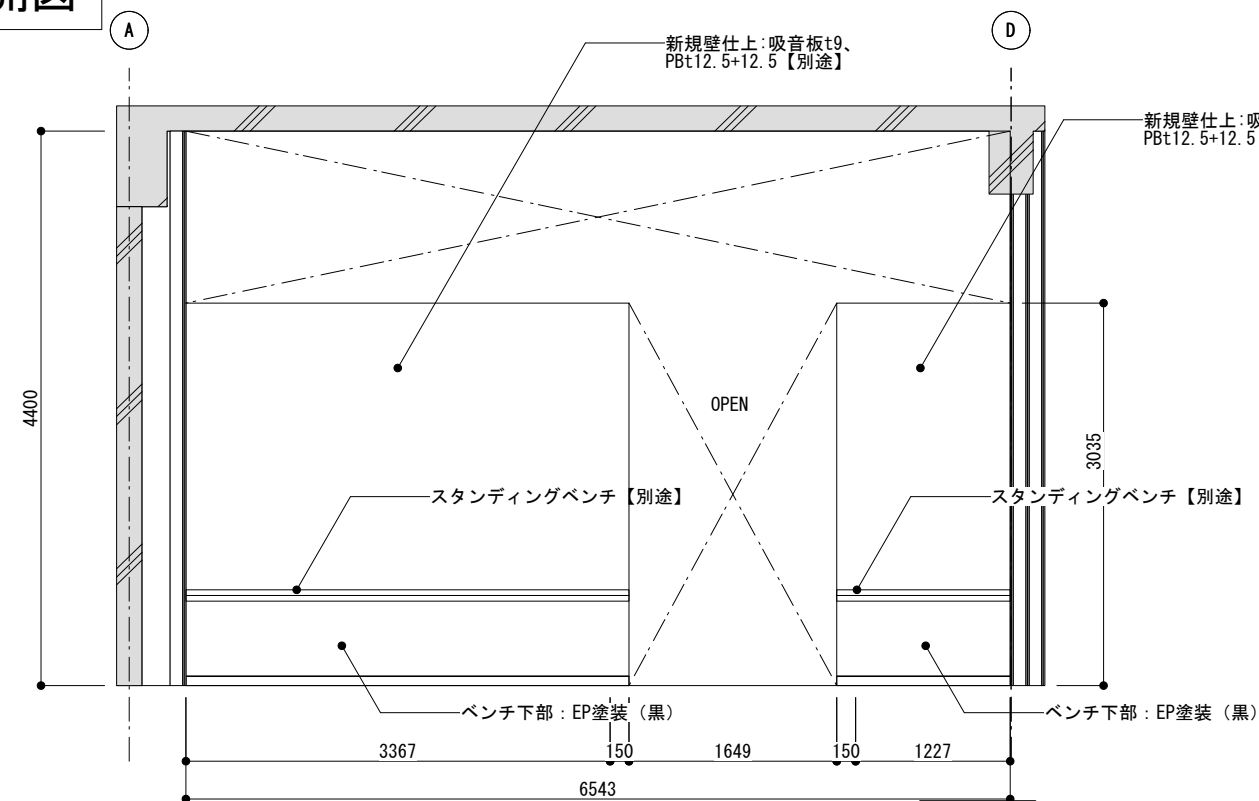 A
D
新規壁仕上:吸音板t9、
PBt12.5+12.5【別途】
新規壁仕上:吸
PBt12.5+12.5
4400
OPEN
3035
スタンディングベンチ【別途】
スタンディングベンチ【別途】
ベンチ下部：EP塗装（黒）
ベンチ下部：EP塗装（黒）
3367
150
1649
150
1227
6543